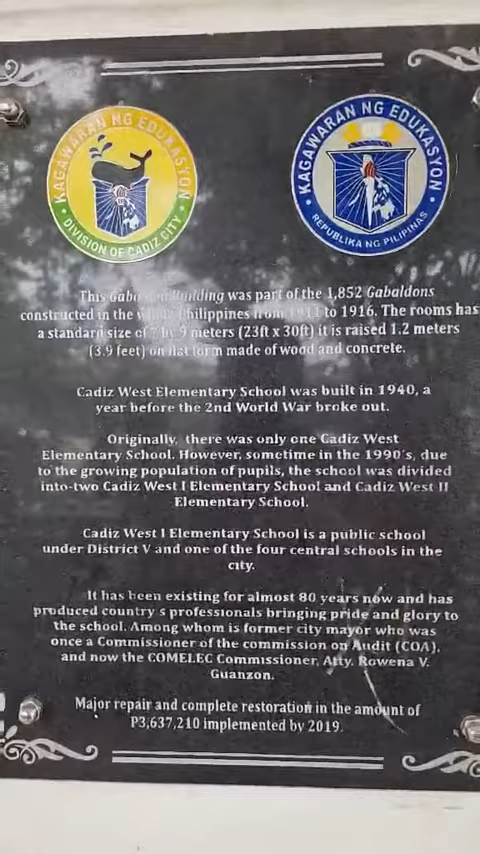 KAGAWARAN NG EDUKASYON
DIVISION OF CADIZ CITY
KAGAWARAN NG EDUKASYON
REPUBLIKA NG PILIPINAS
This Building was part of the 1,852 Gabaldons
constructed in the Philippines from 1911 to 1916. The rooms has
a standard size of 7 by 9 meters (23ft x 30ft) it is raised 1.2 meters
(3.9 feet) on made of wood and concrete.
Cadiz West Elementary School was built in 1940, a
year before the 2nd World War broke out.
Originally, there was only one Cadiz West
Elementary School. However, sometime in the 1990's, due
to the growing population of pupils, the school was divided
into-two Cadiz West I Elementary School and Cadiz West II
Elementary School.
Cadiz West I Elementary School is a public school
under District V and one of the four central schools in the
city.
It has been existing for almost 80 years now and has
produced country s professionals bringing pride and glory to
the school. Among whom is former city mayor who was
once a Commissioner of the commission on Audit (COA),
and now the COMELEC Commissioner, Atty. Rowena V.
Guanzon.
Major repair and complete restoration in the amount of
P3,637,210 implemented by 2019.